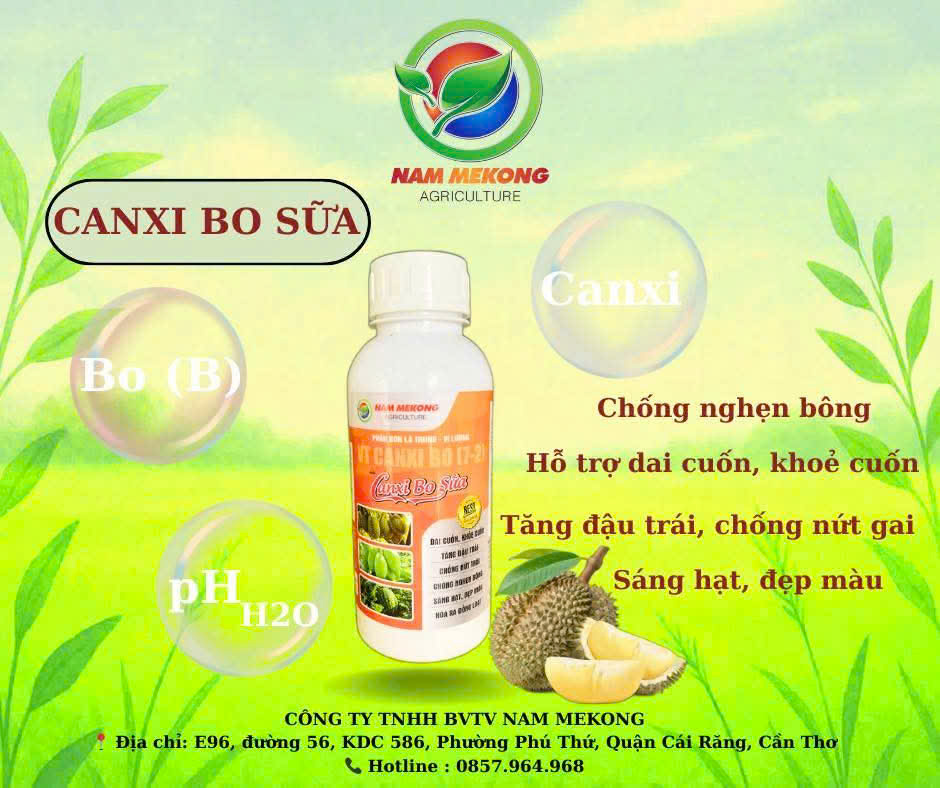 NAM MEKONG
AGRICULTURE
CANXI BO SỮA
Canxi
Bo (B)
pH
H2O
Chống nghẹn bông
Hỗ trợ dai cuốn, khoẻ cuốn
Tăng đậu trái, chống nứt gai
Sáng hạt, đẹp màu
NAM MEKONG
AGRICULTURE
PHÂN BÓN LÁ TRUNG - VI LƯỢNG
VT CANXI BO (7-2)
Canxi Bo Sữa
BEST
DAI CUỐN, KHOẺ CUỐN
TĂNG ĐẬU TRÁI
CHỐNG NỨT TRÁI
CHỐNG NGHẸN BÔNG
SÁNG HẠT, ĐẸP MÀU
HOA RA ĐỒNG LOẠT
CÔNG TY TNHH BVTV NAM MEKONG
Địa chỉ: E96, đường 56, KDC 586, Phường Phú Thứ, Quận Cái Răng, Cần Thơ
Hotline : 0857.964.968